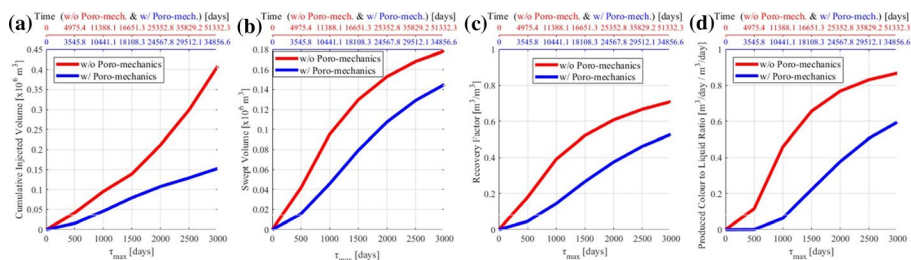 Time (w/o Poro-mech. & w/ Poro-mech.) [days]
(a)
0 4975.4 11388.1 16651.3 25352.8 35829.2 51332.3
0 3545.8 10441.1 18108.3 24567.8 29512.1 34856.6
0.45
0.4
0.35
0.3
0.25
0.2
0.15
0.1
0.05
0
Cumulative Injected Volume [x10⁶ m³]
w/o Poro-mechanics
w/ Poro-mechanics
0 500 1000 1500 2000 2500 3000
τmax [days]
Time (w/o Poro-mech. & w/ Poro-mech.) [days]
(b)
0 4975.4 11388.1 16651.3 25352.8 35829.2 51332.3
0 3545.8 10441.1 18108.3 24567.8 29512.1 34856.6
0.18
0.16
0.14
0.12
0.1
0.08
0.06
0.04
0.02
0
Swept Volume [x10⁶ m³]
w/o Poro-mechanics
w/ Poro-mechanics
0 500 1000 1500 2000 2500 3000
τmax [days]
Time (w/o Poro-mech. & w/ Poro-mech.) [days]
(c)
0 4975.4 11388.1 16651.3 25352.8 35829.2 51332.3
0 3545.8 10441.1 18108.3 24567.8 29512.1 34856.6
1
0.8
0.6
0.4
0.2
0
Recovery Factor [m³/m³]
w/o Poro-mechanics
w/ Poro-mechanics
0 500 1000 1500 2000 2500 3000
τmax [days]
Time (w/o Poro-mech. & w/ Poro-mech.) [days]
(d)
0 4975.4 11388.1 16651.3 25352.8 35829.2 51332.3
0 3545.8 10441.1 18108.3 24567.8 29512.1 34856.6
1
0.8
0.6
0.4
0.2
0
Produced Colour to Liquid Ratio [m³/day / m³/day]
w/o Poro-mechanics
w/ Poro-mechanics
0 500 1000 1500 2000 2500 3000
τmax [days]